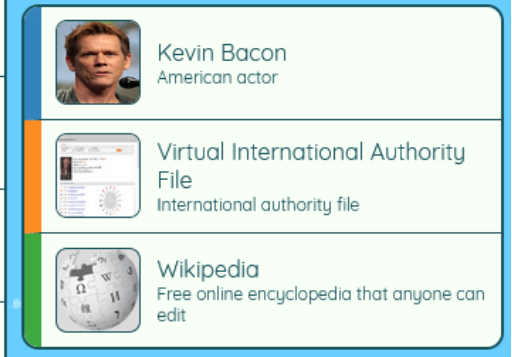 Kevin Bacon
American actor
Virtual International Authority
File
International authority file
Wikipedia
Free online encyclopedia that anyone can
edit